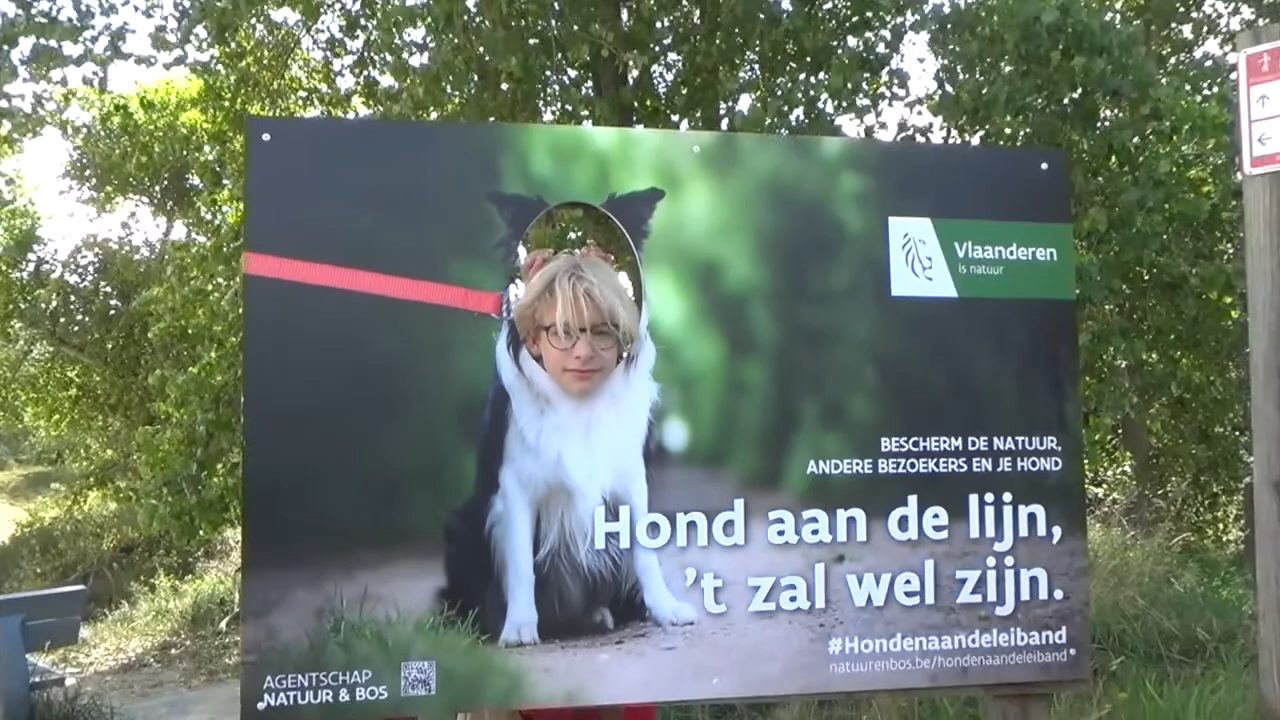 Vlaanderen
is natuur
BESCHERM DE NATUUR,
ANDERE BEZOEKERS EN JE HOND
Hond aan de lijn,
't zal wel zijn.
#Hondenaandeleiband
natuurenbos.be/hondenaandeleiband
AGENTSCHAP
NATUUR & BOS